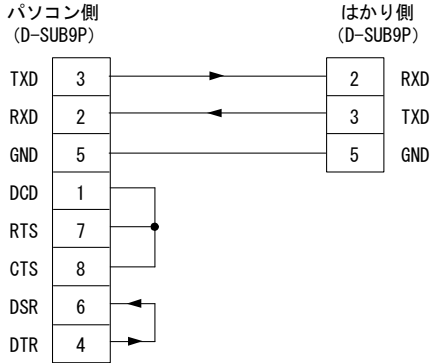 パソコン側 はかり側
(D-SUB9P) (D-SUB9P)
TXD 3 2 RXD
RXD 2 3 TXD
GND 5 5 GND
DCD 1
RTS 7
CTS 8
DSR 6
DTR 4